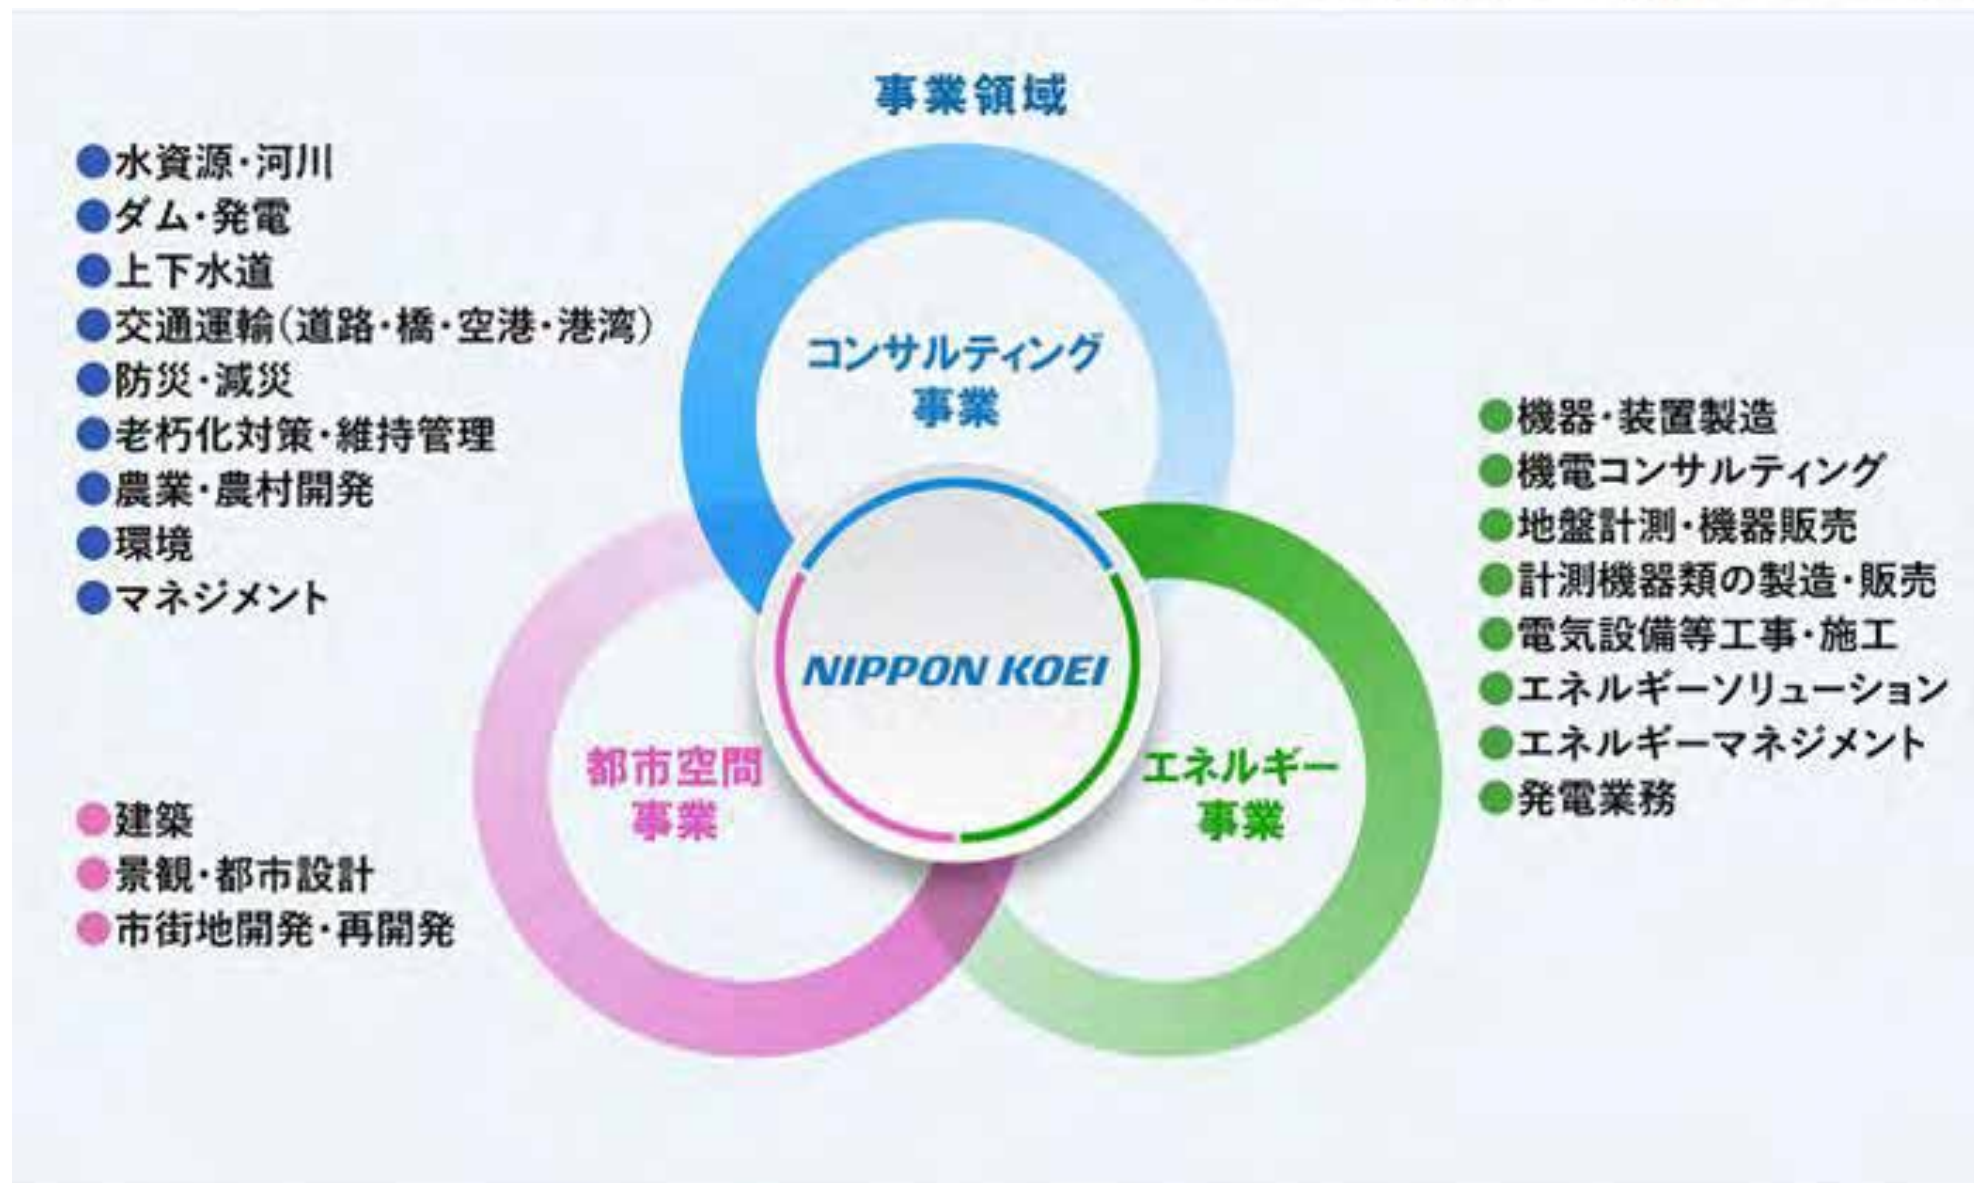 事業領域
●水資源・河川
●ダム・発電
●上下水道
●交通運輸（道路・橋・空港・港湾）
●防災・減災
●老朽化対策・維持管理
●農業・農村開発
●環境
●マネジメント
コンサルティング
事業
●機器・装置製造
●機電コンサルティング
●地盤計測・機器販売
●計測機器類の製造・販売
●電気設備等工事・施工
●エネルギーソリューション
●エネルギーマネジメント
●発電業務
NIPPON KOEI
都市空間
事業
エネルギー
事業
●建築
●景観・都市設計
●市街地開発・再開発